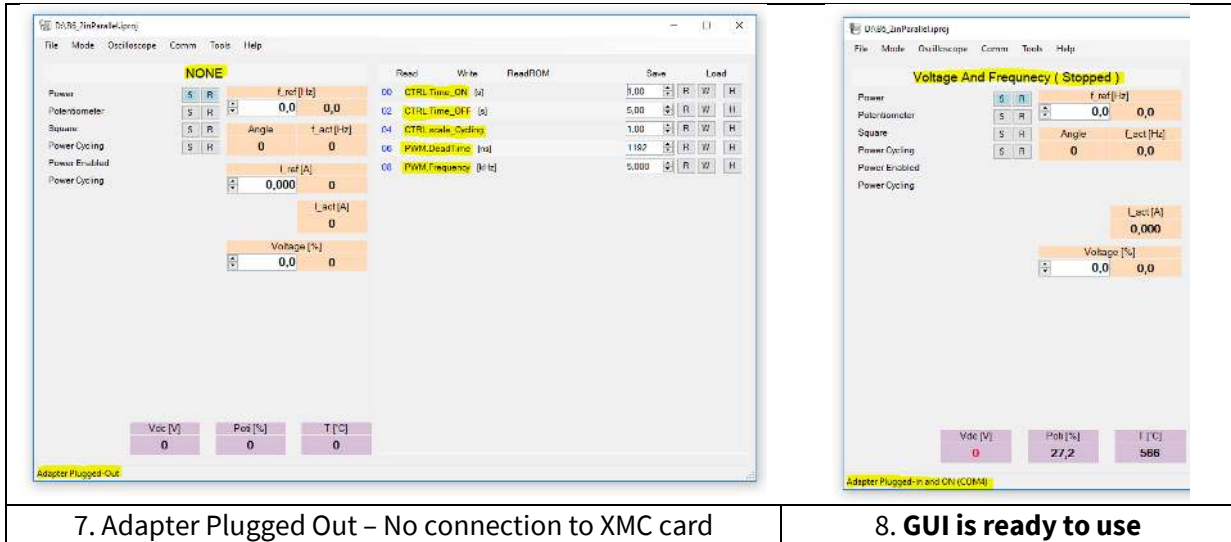 D:\B6_2inParallel.iproj
File Mode Oscilloscope Comm Tools Help
NONE
Power S R
Potentiometer S R
Square S R
Power Cycling S R
Power Enabled
Power Cycling
f_ref [Hz]
0,0 0,0
Angle f_act [Hz]
0 0
I_ref [A]
0,000 0
I_act [A]
0
Voltage [%]
0,0 0
Read Write ReadROM Save Load
00 CTRL.Time_ON [s] 1,00 R W H
02 CTRL.Time_OFF [s] 5,00 R W H
04 CTRL.scale_Cycling 1,00 R W H
06 PWM.DeadTime [ns] 1192 R W H
08 PWM.Frequency [kHz] 5,000 R W H
Vdc [V] Poti [%] T [°C]
0 0 0
Adapter Plugged-Out
D:\B6_2inParallel.iproj
File Mode Oscilloscope Comm Tools Help
Voltage And Frequnecy ( Stopped )
Power S R
Potentiometer S R
Square S R
Power Cycling S R
Power Enabled
Power Cycling
f_ref [Hz]
0,0 0,0
Angle f_act [Hz]
0 0,0
I_act [A]
0,000
Voltage [%]
0,0 0,0
Vdc [V] Poti [%] T [°C]
0 27,2 566
Adapter Plugged-In and ON (COM4)
7. Adapter Plugged Out – No connection to XMC card
8. GUI is ready to use